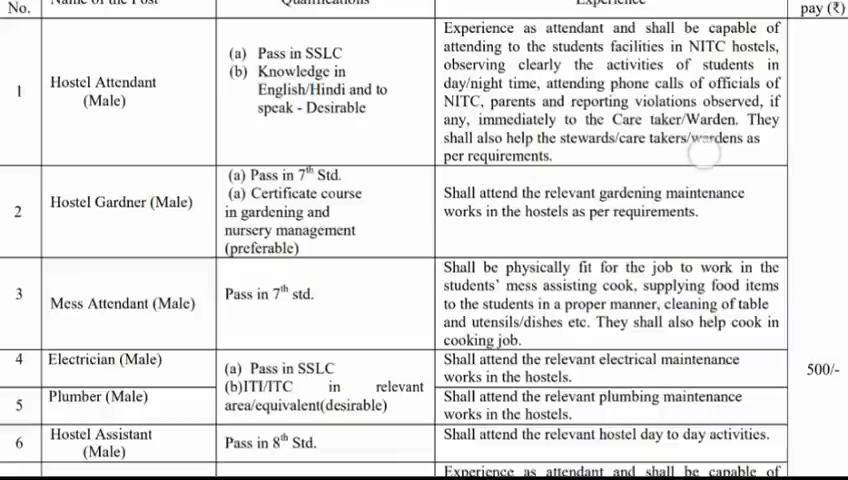 No. Name of the Post Qualifications Experience pay (₹)
1
Hostel Attendant
(Male)
(a) Pass in SSLC
(b) Knowledge in
English/Hindi and to
speak - Desirable
Experience as attendant and shall be capable of
attending to the students facilities in NITC hostels,
observing clearly the activities of students in
day/night time, attending phone calls of officials of
NITC, parents and reporting violations observed, if
any, immediately to the Care taker/Warden. They
shall also help the stewards/care takers/wardens as
per requirements.
2
Hostel Gardner (Male)
(a) Pass in 7th Std.
(a) Certificate course
in gardening and
nursery management
(preferable)
Shall attend the relevant gardening maintenance
works in the hostels as per requirements.
3
Mess Attendant (Male)
Pass in 7th std.
Shall be physically fit for the job to work in the
students' mess assisting cook, supplying food items
to the students in a proper manner, cleaning of table
and utensils/dishes etc. They shall also help cook in
cooking job.
4
Electrician (Male)
(a) Pass in SSLC
(b)ITI/ITC in relevant
area/equivalent(desirable)
Shall attend the relevant electrical maintenance
works in the hostels.
500/-
5
Plumber (Male)
Shall attend the relevant plumbing maintenance
works in the hostels.
6
Hostel Assistant
(Male)
Pass in 8th Std.
Shall attend the relevant hostel day to day activities.
Experience as attendant and shall be capable of